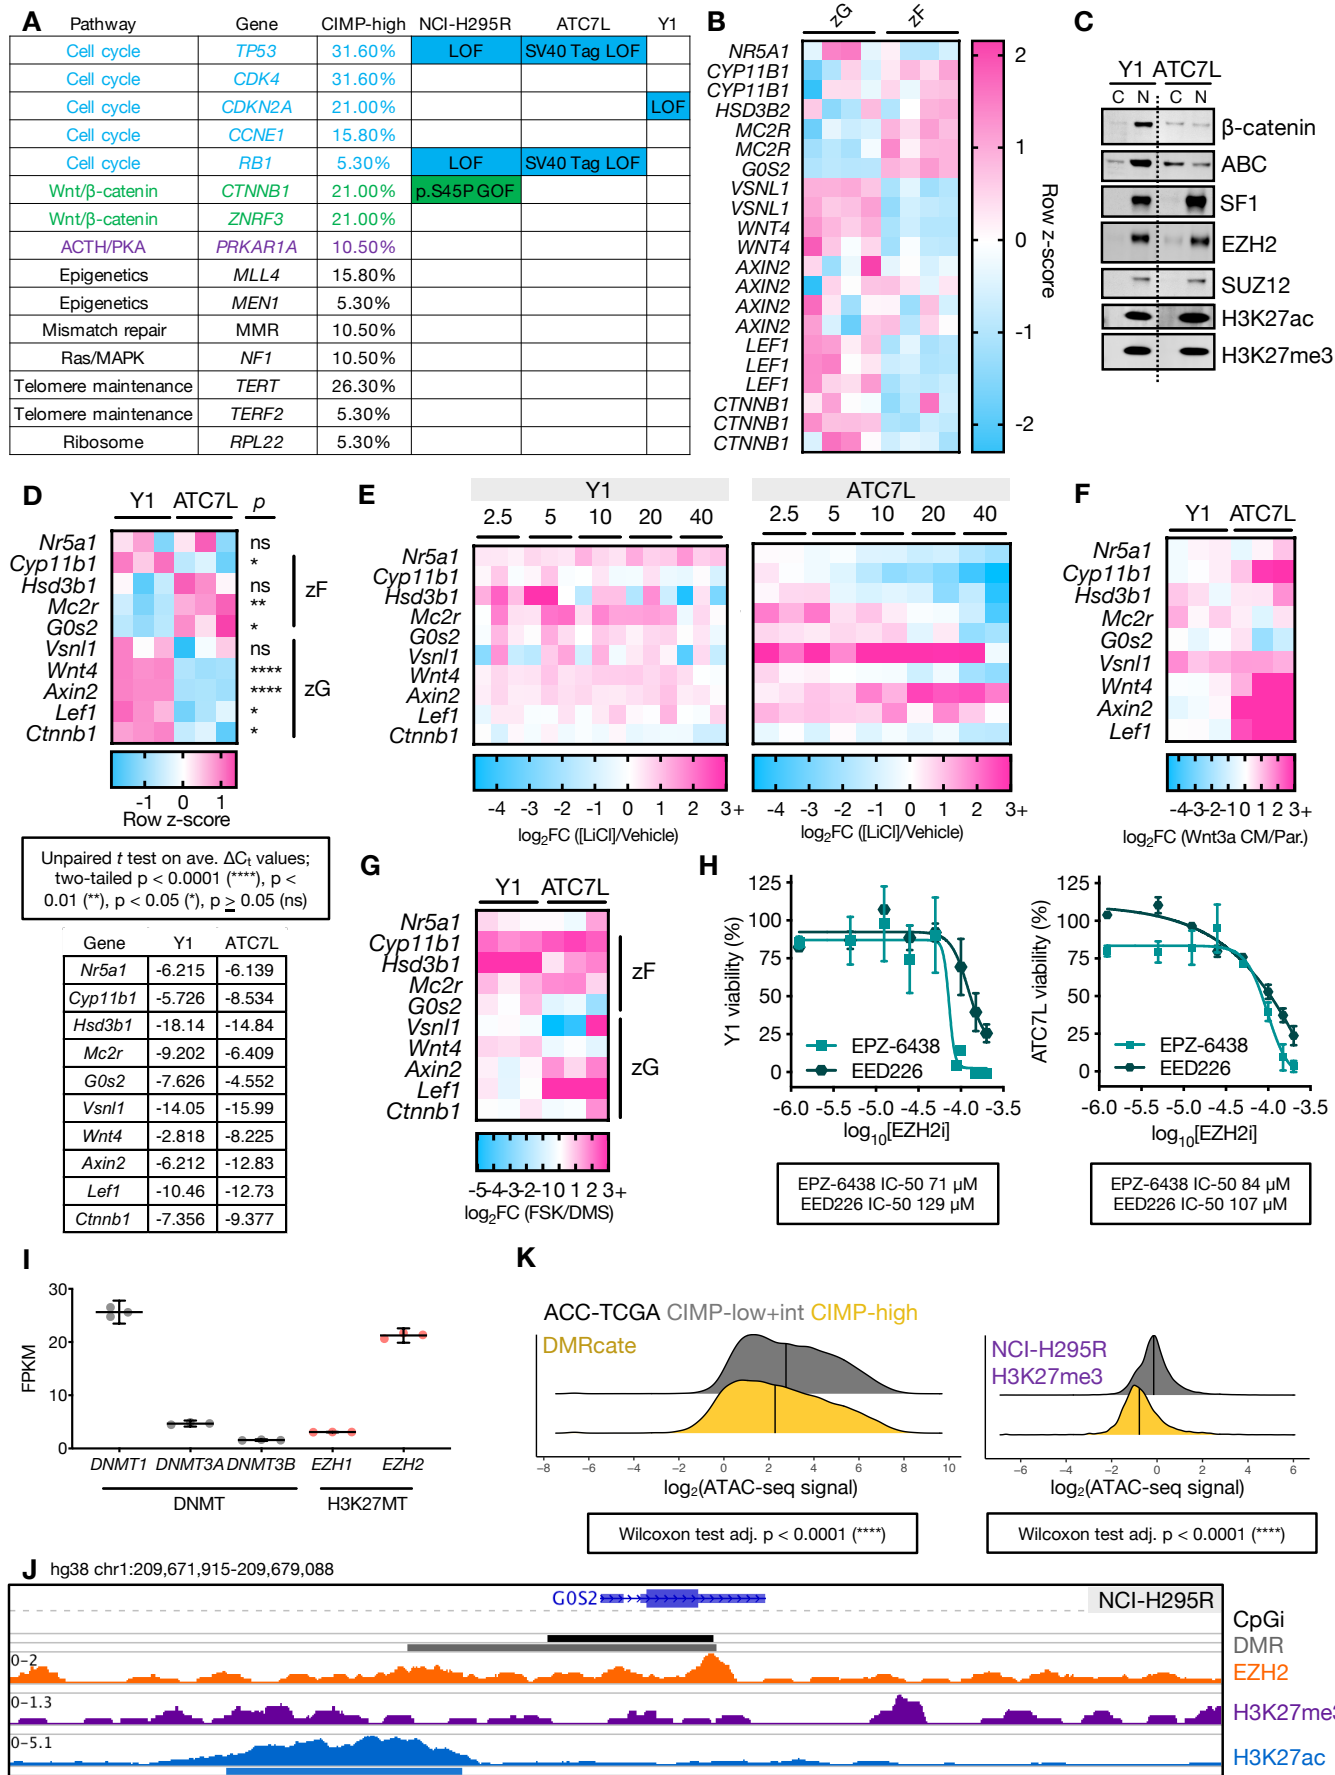 A
Pathway Gene CIMP-high NCI-H295R ATC7L Y1
Cell cycle TP53 31.60% LOF SV40 Tag LOF
Cell cycle CDK4 31.60%
Cell cycle CDKN2A 21.00% LOF
Cell cycle CCNE1 15.80%
Cell cycle RB1 5.30% LOF SV40 Tag LOF
Wnt/β-catenin CTNNB1 21.00% p.S45P GOF
Wnt/β-catenin ZNRF3 21.00%
ACTH/PKA PRKAR1A 10.50%
Epigenetics MLL4 15.80%
Epigenetics MEN1 5.30%
Mismatch repair MMR 10.50%
Ras/MAPK NF1 10.50%
Telomere maintenance TERT 26.30%
Telomere maintenance TERF2 5.30%
Ribosome RPL22 5.30%
B
zG zF
NR5A1
CYP11B1
CYP11B1
HSD3B2
MC2R
MC2R
G0S2
VSNL1
VSNL1
WNT4
WNT4
AXIN2
AXIN2
AXIN2
AXIN2
LEF1
LEF1
LEF1
CTNNB1
CTNNB1
CTNNB1
2
1
0
-1
-2
Row z-score
C
Y1 ATC7L
C N C N
β-catenin
ABC
SF1
EZH2
SUZ12
H3K27ac
H3K27me3
D
Y1 ATC7L p
Nr5a1 ns
Cyp11b1 *
Hsd3b1 ns
Mc2r **
G0s2 *
Vsnl1 ns
Wnt4 ****
Axin2 ****
Lef1 *
Ctnnb1 *
zF
zG
-1 0 1
Row z-score
Unpaired t test on ave. ΔCt values;
two-tailed p < 0.0001 (****), p <
0.01 (**), p < 0.05 (*), p ≥ 0.05 (ns)
Gene Y1 ATC7L
Nr5a1 -6.215 -6.139
Cyp11b1 -5.726 -8.534
Hsd3b1 -18.14 -14.84
Mc2r -9.202 -6.409
G0s2 -7.626 -4.552
Vsnl1 -14.05 -15.99
Wnt4 -2.818 -8.225
Axin2 -6.212 -12.83
Lef1 -10.46 -12.73
Ctnnb1 -7.356 -9.377
E
Y1 ATC7L
2.5 5 10 20 40 2.5 5 10 20 40
Nr5a1
Cyp11b1
Hsd3b1
Mc2r
G0s2
Vsnl1
Wnt4
Axin2
Lef1
Ctnnb1
-4 -3 -2 -1 0 1 2 3+ -4 -3 -2 -1 0 1 2 3+
log2FC ([LiCl]/Vehicle) log2FC ([LiCl]/Vehicle)
F
Y1 ATC7L
Nr5a1
Cyp11b1
Hsd3b1
Mc2r
G0s2
Vsnl1
Wnt4
Axin2
Lef1
-4-3-2-1 0 1 2 3+
log2FC (Wnt3a CM/Par.)
G
Y1 ATC7L
Nr5a1
Cyp11b1
Hsd3b1
Mc2r
G0s2
Vsnl1
Wnt4
Axin2
Lef1
Ctnnb1
zF
zG
-5-4-3-2-1 0 1 2 3+
log2FC (FSK/DMS)
H
Y1 viability (%)
125
100
75
50
25
0
EPZ-6438
EED226
-6.0 -5.5 -5.0 -4.5 -4.0 -3.5
log10[EZH2i]
EPZ-6438 IC-50 71 µM
EED226 IC-50 129 µM
ATC7L viability (%)
125
100
75
50
25
0
EPZ-6438
EED226
-6.0 -5.5 -5.0 -4.5 -4.0 -3.5
log10[EZH2i]
EPZ-6438 IC-50 84 µM
EED226 IC-50 107 µM
I
FPKM
30
20
10
0
DNMT1 DNMT3A DNMT3B EZH1 EZH2
DNMT H3K27MT
K
ACC-TCGA CIMP-low+int CIMP-high
DMRcate
-8 -6 -4 -2 0 2 4 6 8 10
log2(ATAC-seq signal)
Wilcoxon test adj. p < 0.0001 (****)
NCI-H295R
H3K27me3
-6 -4 -2 0 2 4 6
log2(ATAC-seq signal)
Wilcoxon test adj. p < 0.0001 (****)
J hg38 chr1:209,671,915-209,679,088
G0S2
NCI-H295R
CpGi
DMR
0-2 EZH2
0-1.3 H3K27me3
0-5.1 H3K27ac